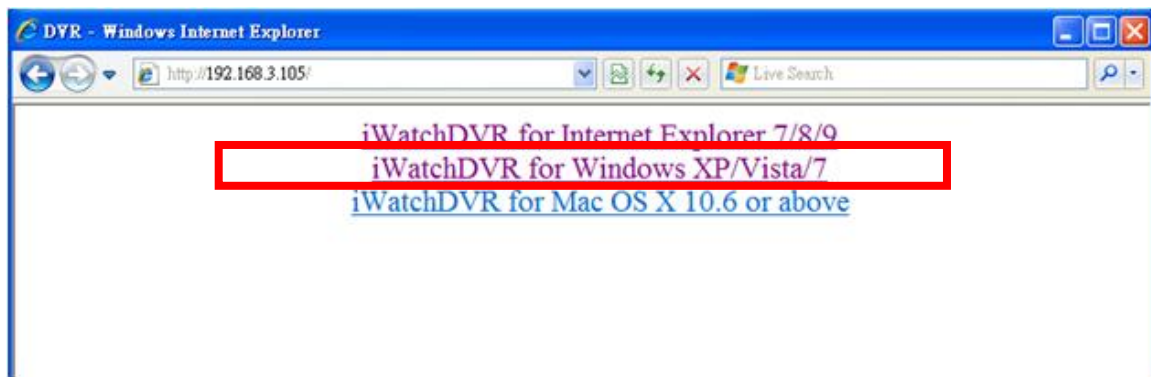 DVR - Windows Internet Explorer
http://192.168.3.105/
Live Search
iWatchDVR for Internet Explorer 7/8/9
iWatchDVR for Windows XP/Vista/7
iWatchDVR for Mac OS X 10.6 or above